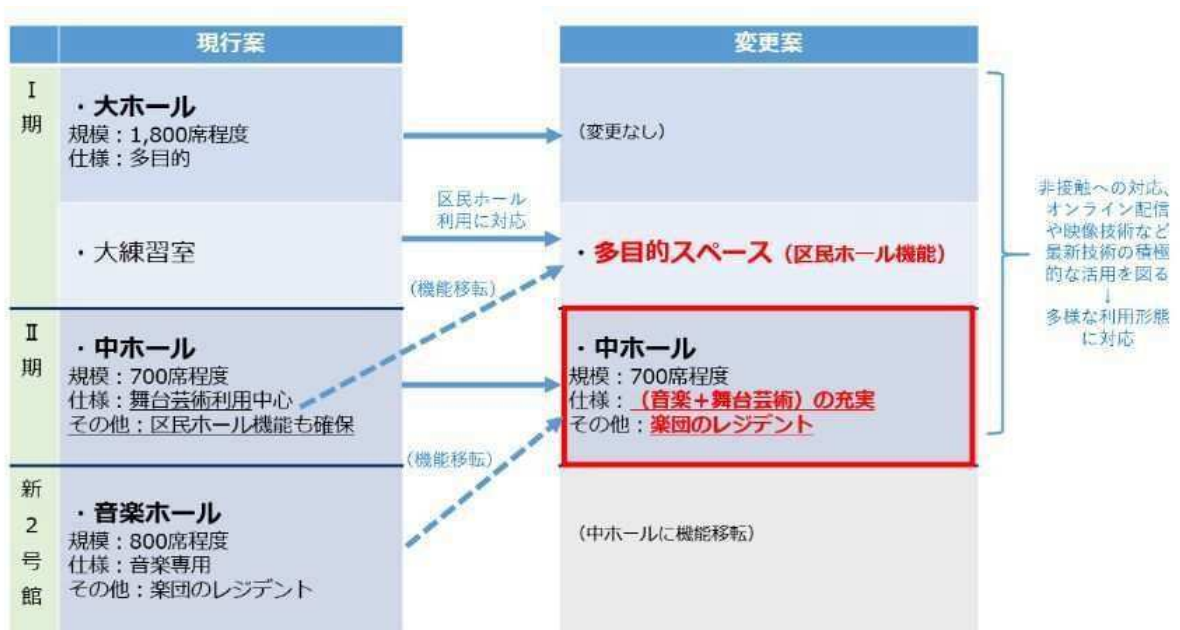 現行案
変更案
Ⅰ期
・大ホール
規模：1,800席程度
仕様：多目的
（変更なし）
区民ホール
利用に対応
・大練習室
・多目的スペース（区民ホール機能）
（機能移転）
Ⅱ期
・中ホール
規模：700席程度
仕様：舞台芸術利用中心
その他：区民ホール機能も確保
・中ホール
規模：700席程度
仕様：（音楽+舞台芸術）の充実
その他：楽団のレジデント
（機能移転）
新2号館
・音楽ホール
規模：800席程度
仕様：音楽専用
その他：楽団のレジデント
（中ホールに機能移転）
非接触への対応、
オンライン配信
や映像技術など
最新技術の積極
的な活用を図る
↓
多様な利用形態
に対応